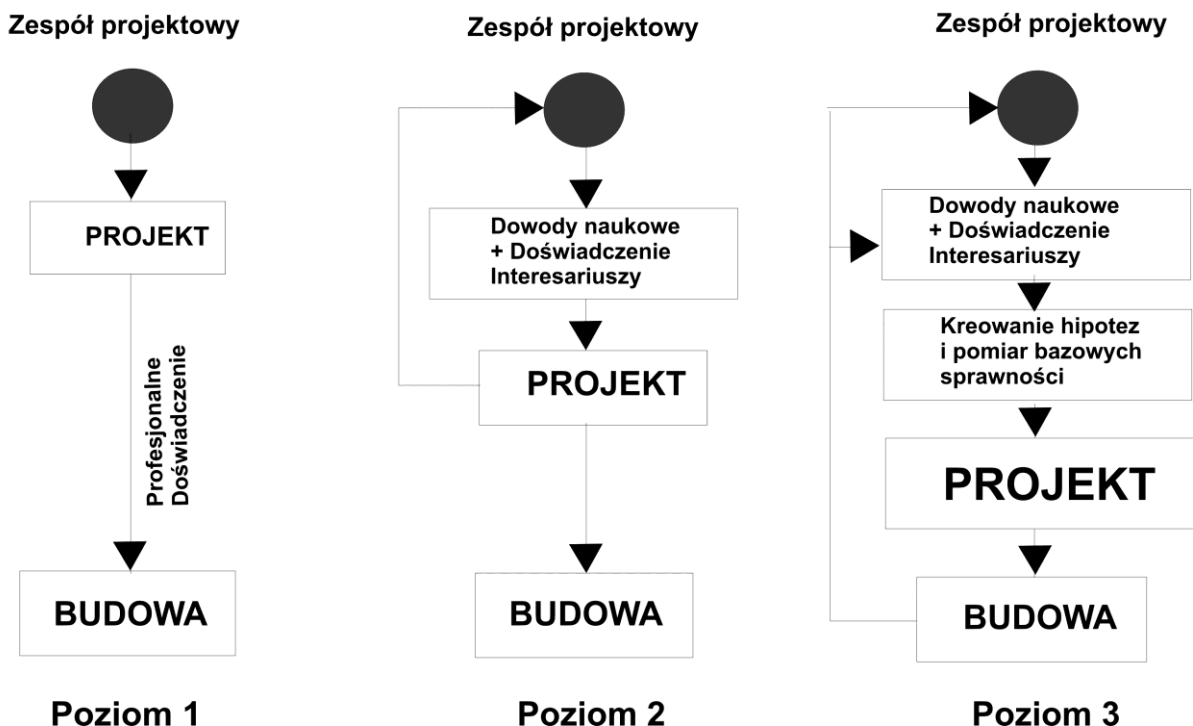 Zespół projektowy
PROJEKT
Profesjonalne
Doświadczenie
BUDOWA
Poziom 1
Zespół projektowy
Dowody naukowe
+ Doświadczenie
Interesariuszy
PROJEKT
BUDOWA
Poziom 2
Zespół projektowy
Dowody naukowe
+ Doświadczenie
Interesariuszy
Kreowanie hipotez
i pomiar bazowych
sprawności
PROJEKT
BUDOWA
Poziom 3